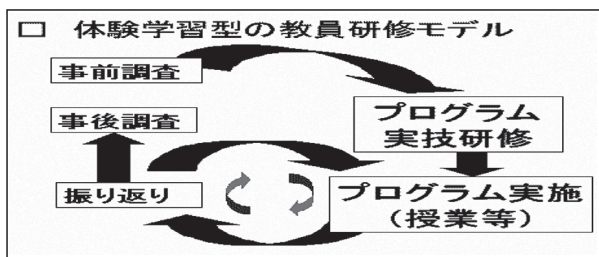 □ 体験学習型の教員研修モデル
事前調査
事後調査
プログラム
実技研修
振り返り
プログラム実施
(授業等)